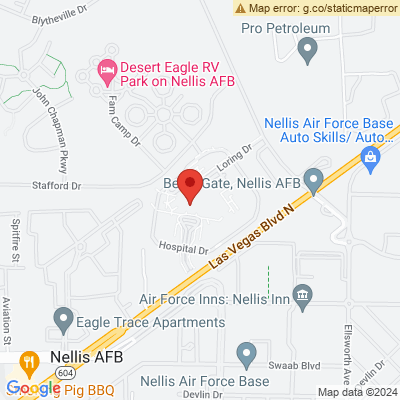 Map error: g.co/staticmaperror
Blytheville Dr
Pro Petroleum
Desert Eagle RV
Park on Nellis AFB
John Chapman Pkwy
Fam Camp Dr
Nellis Air Force Base
Auto Skills/ Auto…
Loring Dr
Stafford Dr
Gate, Nellis AFB
Las Vegas Blvd N
Spitfire St
Hospital Dr
Air Force Inns: Nellis Inn
Aviation St
Eagle Trace Apartments
Ellsworth Ave
Nellis AFB
604
Swaab Blvd
Google
Pig BBQ
Nellis Air Force Base
Devlin Dr
Devlin Dr
Map data ©2024